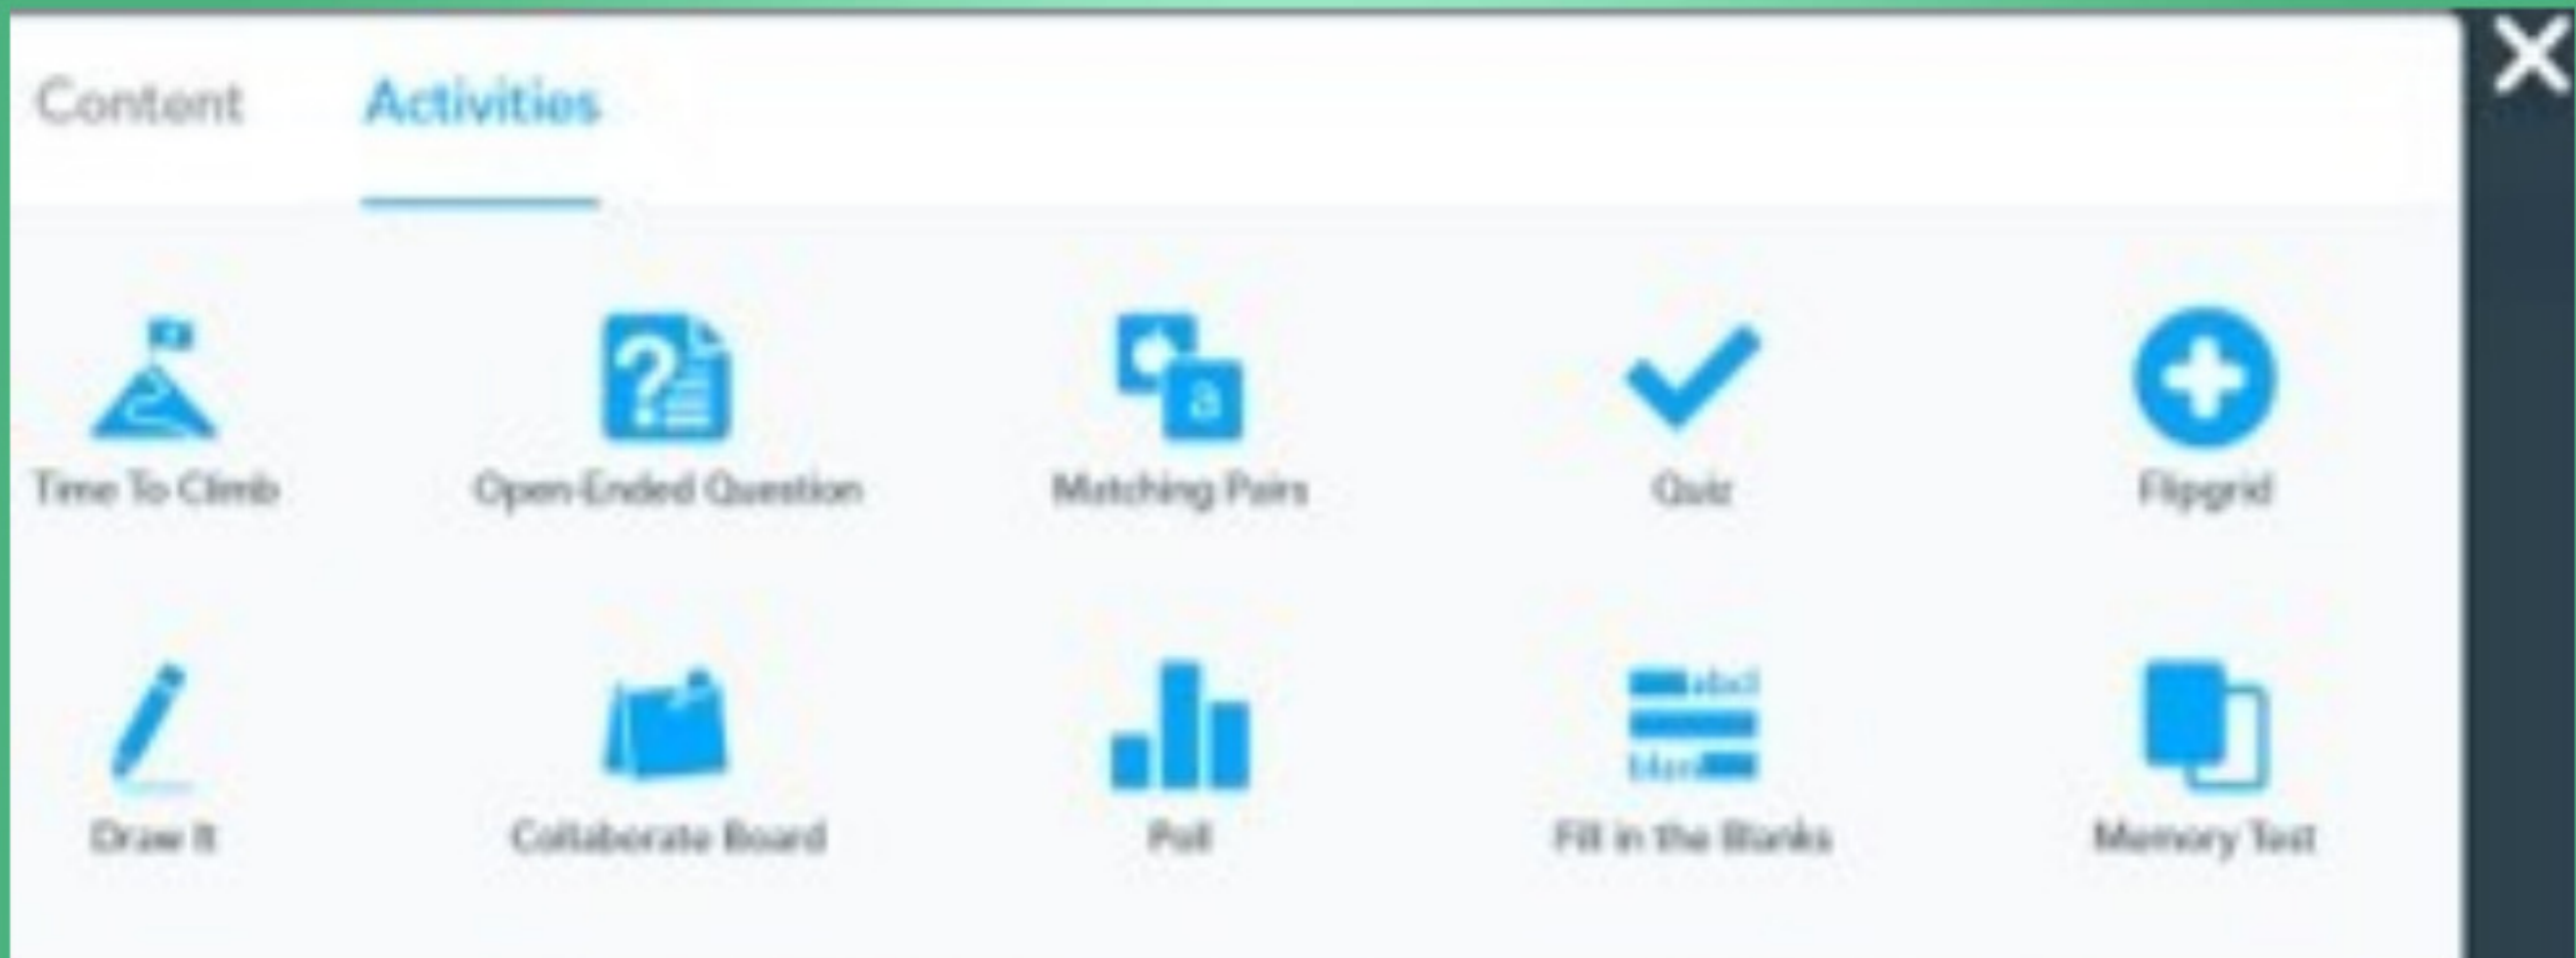 Content Activities
Time To Climb Open-Ended Question Matching Pairs Quiz Flipgrid
a
abcd
Draw It Collaborate Board Poll Fill in the Blanks Memory Test